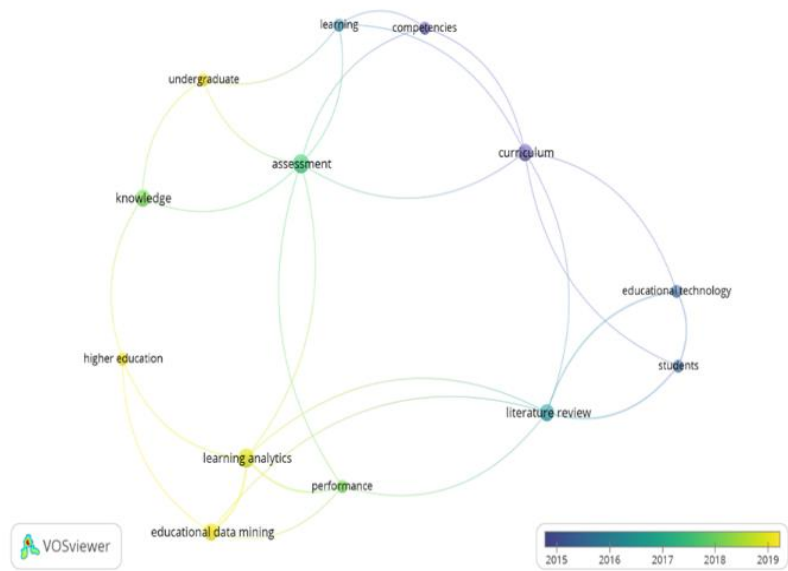 learning
competencies
undergraduate
assessment
curriculum
knowledge
educational technology
higher education
students
literature review
learning analytics
performance
educational data mining
VOSviewer
2015 2016 2017 2018 2019